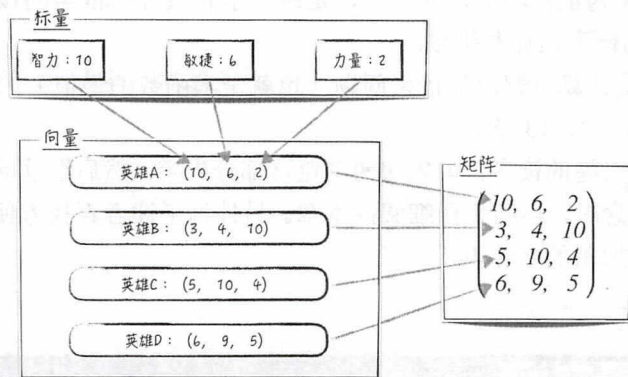 标量
智力：10 敏捷：6 力量：2
向量
英雄A：(10, 6, 2)
英雄B：(3, 4, 10)
英雄C：(5, 10, 4)
英雄D：(6, 9, 5)
矩阵
10, 6, 2
3, 4, 10
5, 10, 4
6, 9, 5